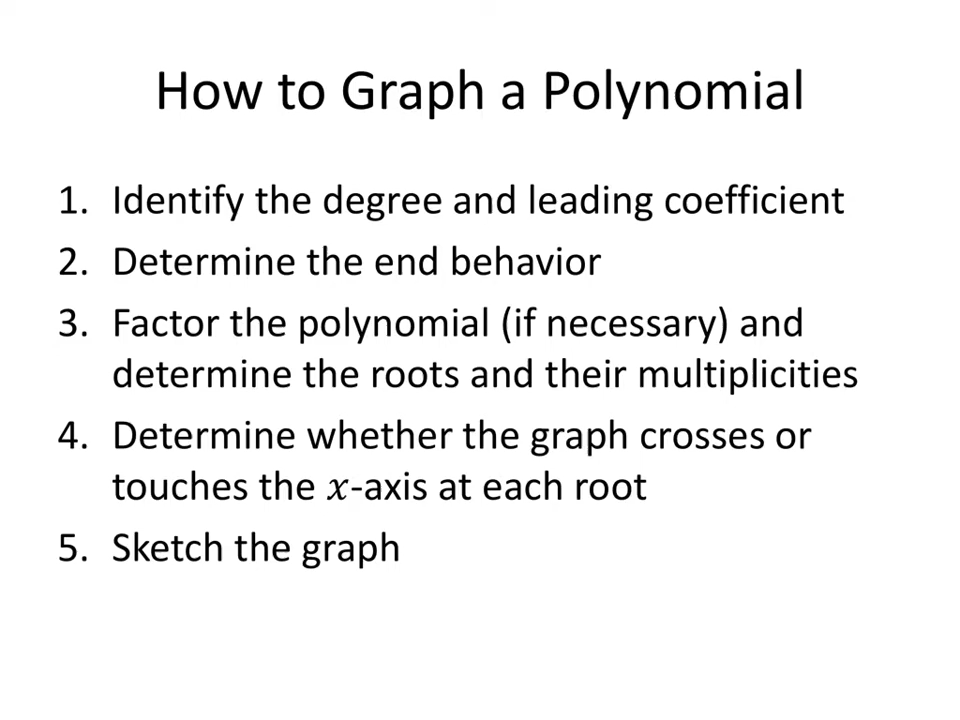 How to Graph a Polynomial
1. Identify the degree and leading coefficient
2. Determine the end behavior
3. Factor the polynomial (if necessary) and
determine the roots and their multiplicities
4. Determine whether the graph crosses or
touches the 𝑥-axis at each root
5. Sketch the graph